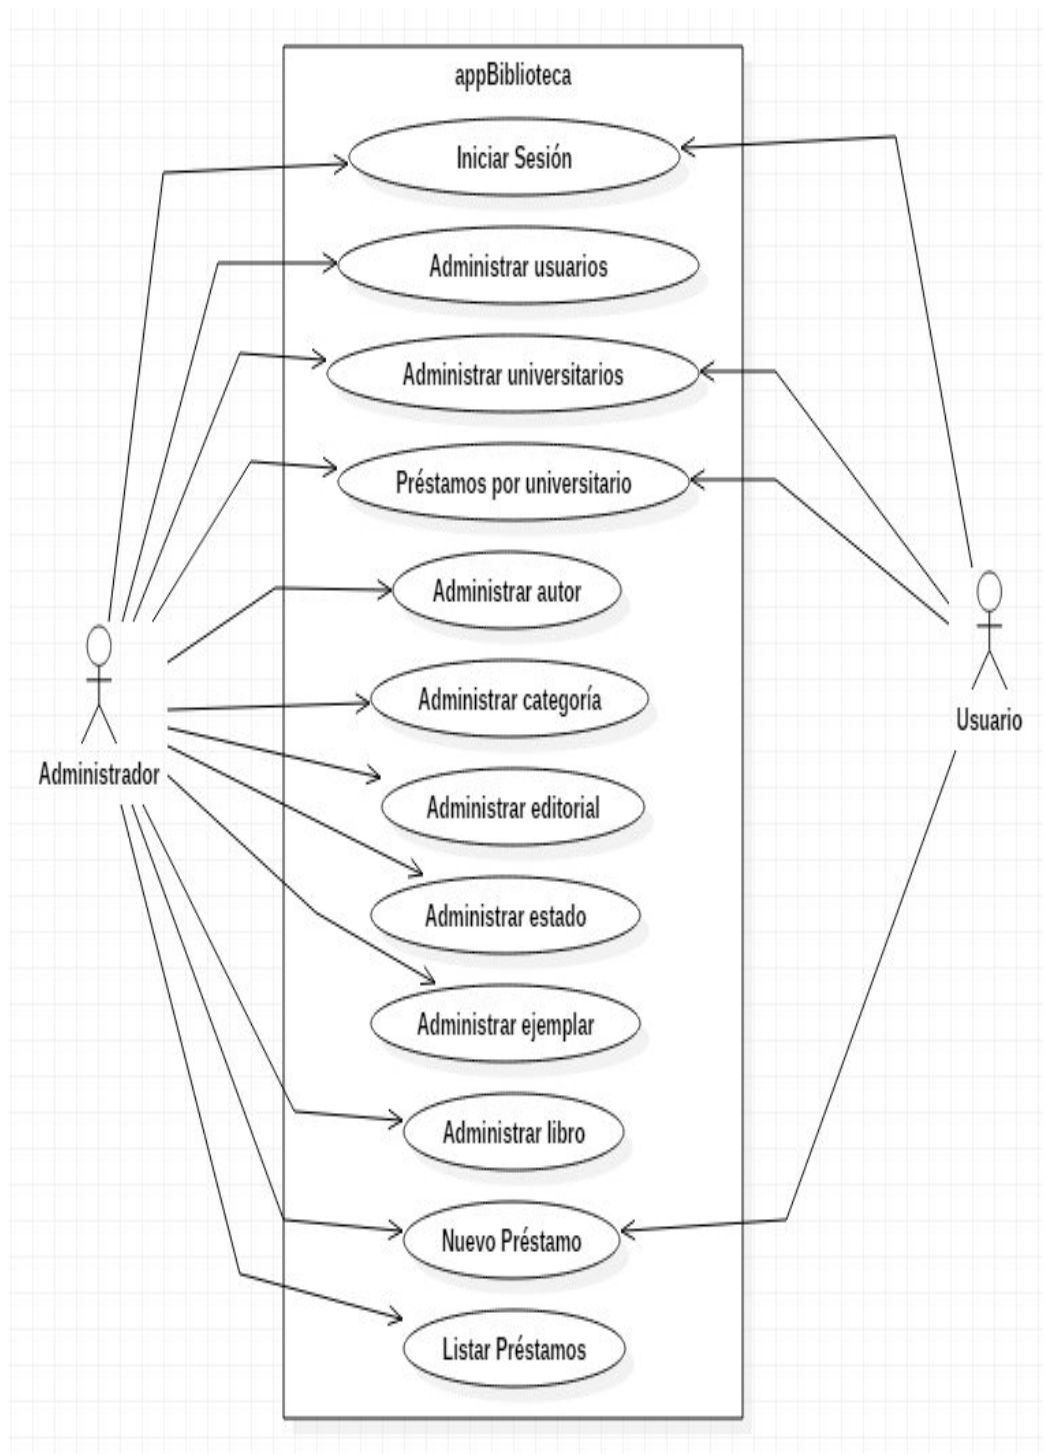 appBiblioteca
Iniciar Sesión
Administrar usuarios
Administrar universitarios
Préstamos por universitario
Administrar autor
Administrar categoría
Usuario
Administrador
Administrar editorial
Administrar estado
Administrar ejemplar
Administrar libro
Nuevo Préstamo
Listar Préstamos